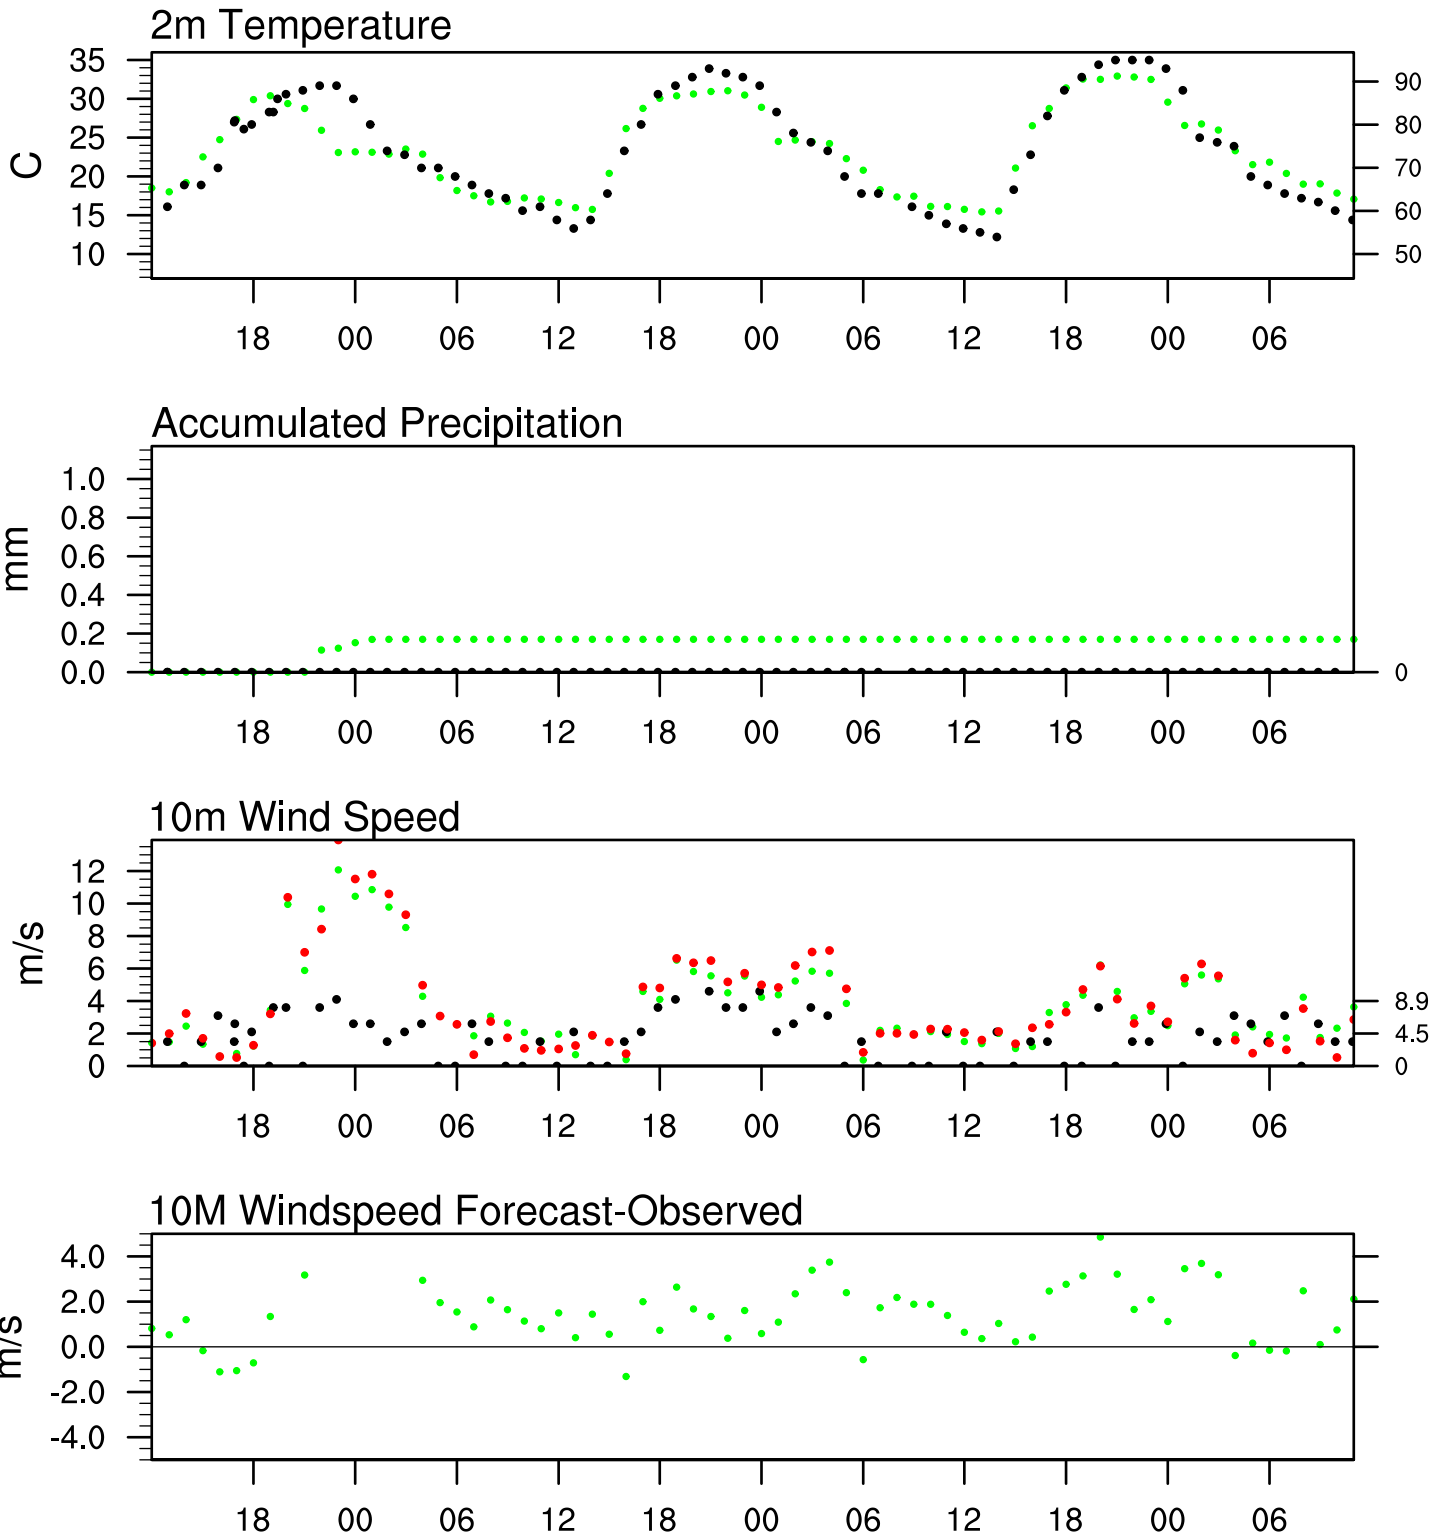 2m Temperature
35
30
25
20
15
10
C
90
80
70
60
50
18 00 06 12 18 00 06 12 18 00 06
Accumulated Precipitation
1.0
0.8
0.6
0.4
0.2
0.0
mm
0
18 00 06 12 18 00 06 12 18 00 06
10m Wind Speed
12
10
8
6
4
2
0
m/s
8.9
4.5
0
18 00 06 12 18 00 06 12 18 00 06
10M Windspeed Forecast-Observed
4.0
2.0
0.0
-2.0
-4.0
m/s
18 00 06 12 18 00 06 12 18 00 06